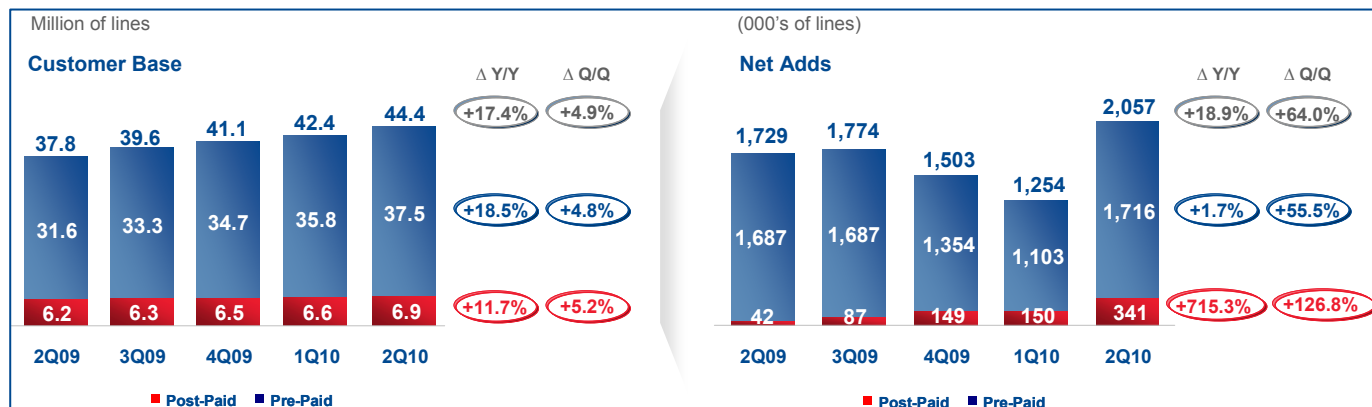 Million of lines
Customer Base
Δ Y/Y Δ Q/Q
37.8 39.6 41.1 42.4 44.4
+17.4% +4.9%
31.6 33.3 34.7 35.8 37.5
+18.5% +4.8%
6.2 6.3 6.5 6.6 6.9
+11.7% +5.2%
2Q09 3Q09 4Q09 1Q10 2Q10
Post-Paid Pre-Paid
(000's of lines)
Net Adds
Δ Y/Y Δ Q/Q
1,729 1,774 1,503 1,254 2,057
+18.9% +64.0%
1,687 1,687 1,354 1,103 1,716
+1.7% +55.5%
42 87 149 150 341
+715.3% +126.8%
2Q09 3Q09 4Q09 1Q10 2Q10
Post-Paid Pre-Paid